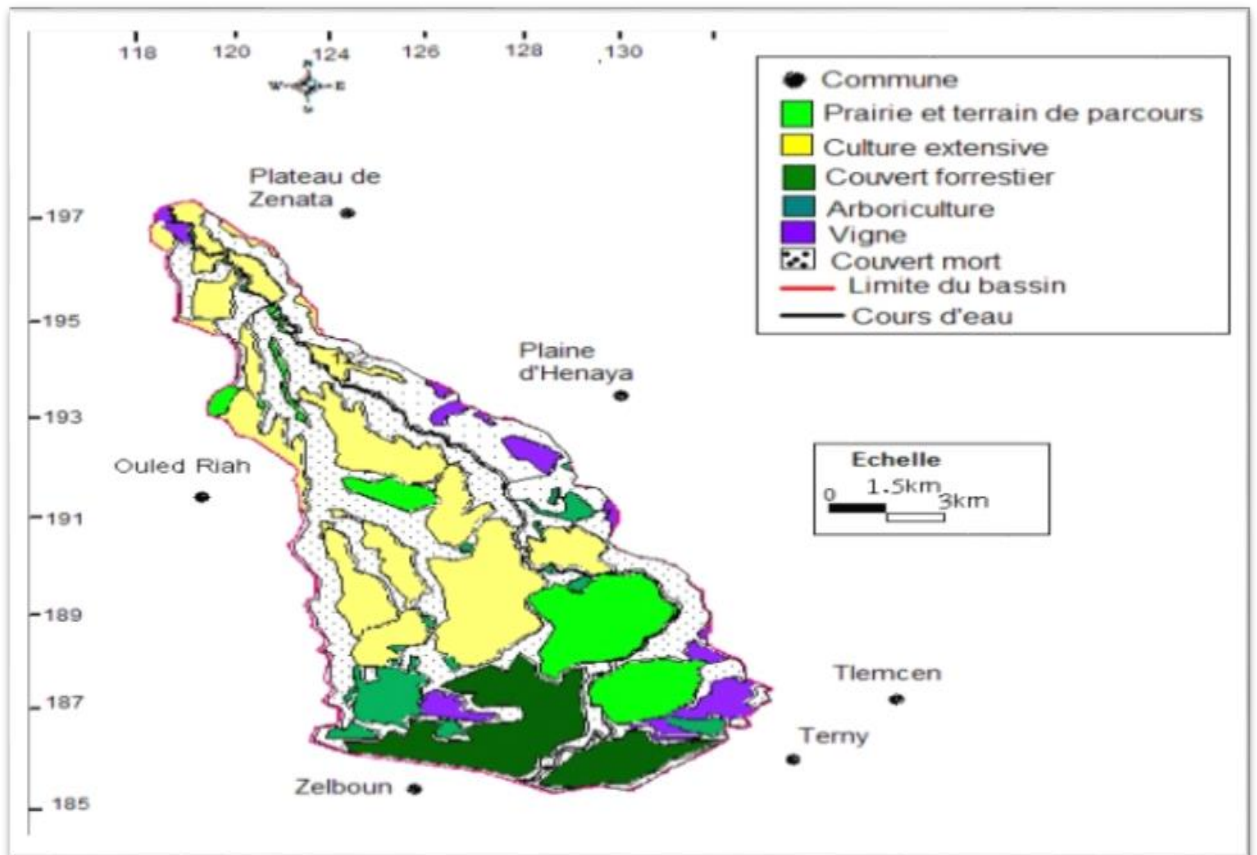 118 120 124 126 128 130
N
W E
S
Commune
Prairie et terrain de parcours
Culture extensive
Couvert forrestier
Arboriculture
Vigne
Couvert mort
Limite du bassin
Cours d'eau
Plateau de
Zenata
197
195
Plaine
d'Henaya
193
Ouled Riah
Echelle
0 1.5km 3km
191
189
187
Tlemcen
Terny
Zelboun
185